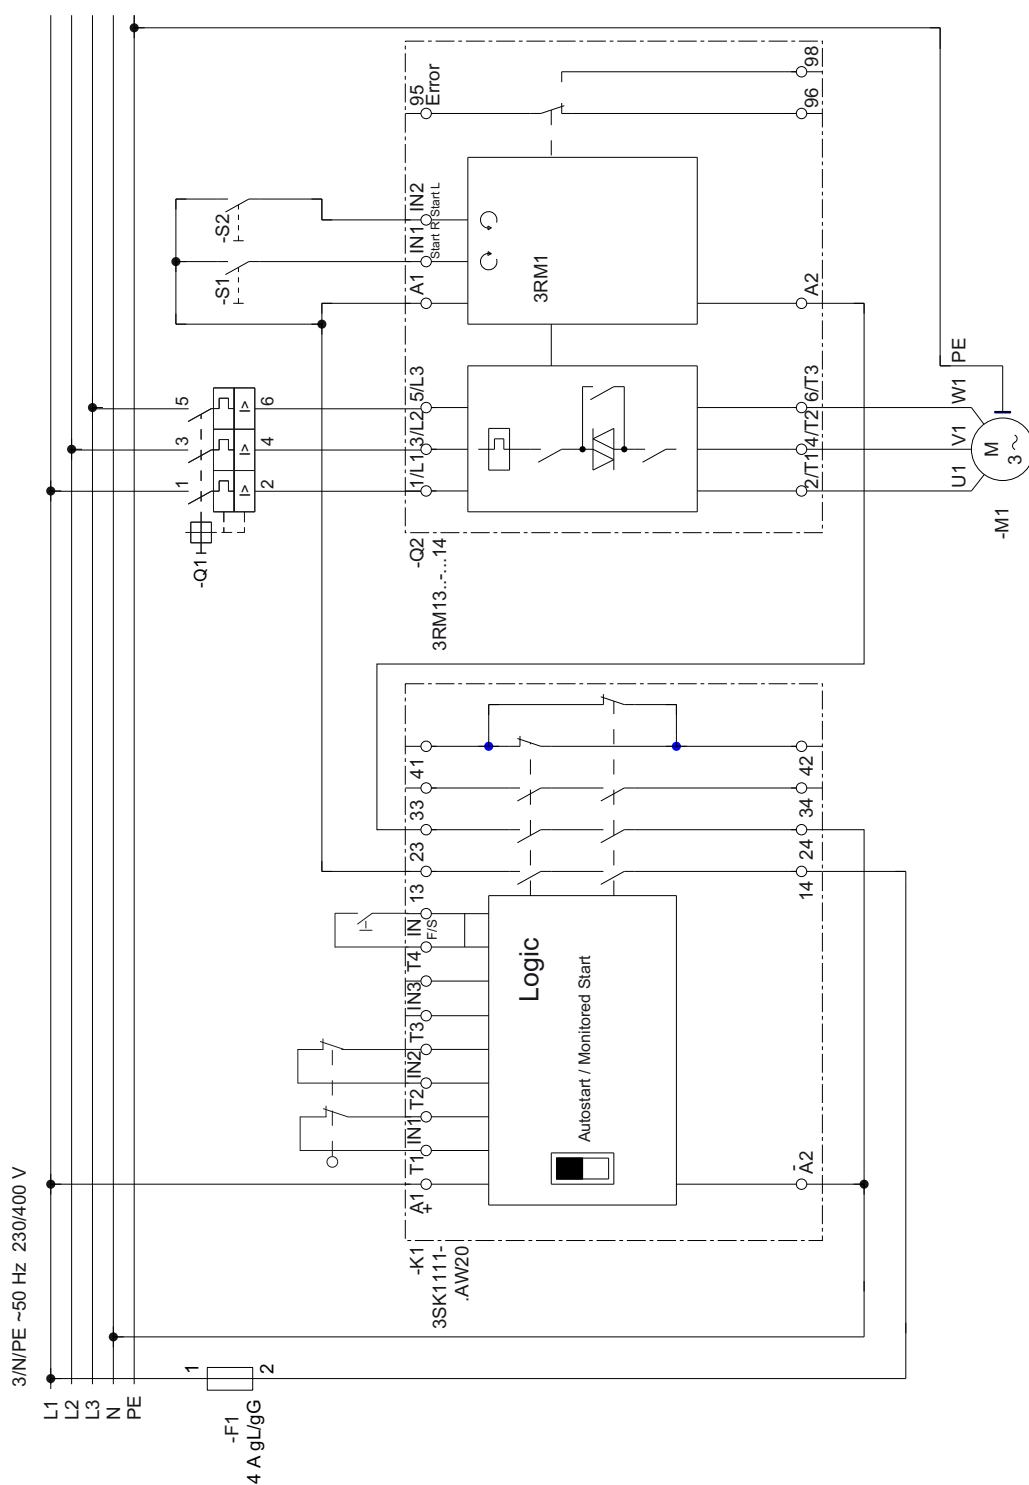 3/N/PE ~50 Hz 230/400 V
L1
L2
L3
N
PE
-F1
4 A gL/gG
1
2
-K1
3SK1111-
.AW20
A1
+
T1
IN1
T2
IN2
T3
IN3
T4
IN
F/S
13
23
33
41
Logic
Autostart / Monitored Start
-
A2
14
24
34
42
-Q1
1
3
5
2
4
6
-S1
-S2
-Q2
3RM13..-...14
1/L1
3/L2
5/L3
A1
IN1
Start R
IN2
Start L
95
Error
3RM1
2/T1
4/T2
6/T3
A2
96
98
U1
V1
W1
PE
M
3 ~
-M1